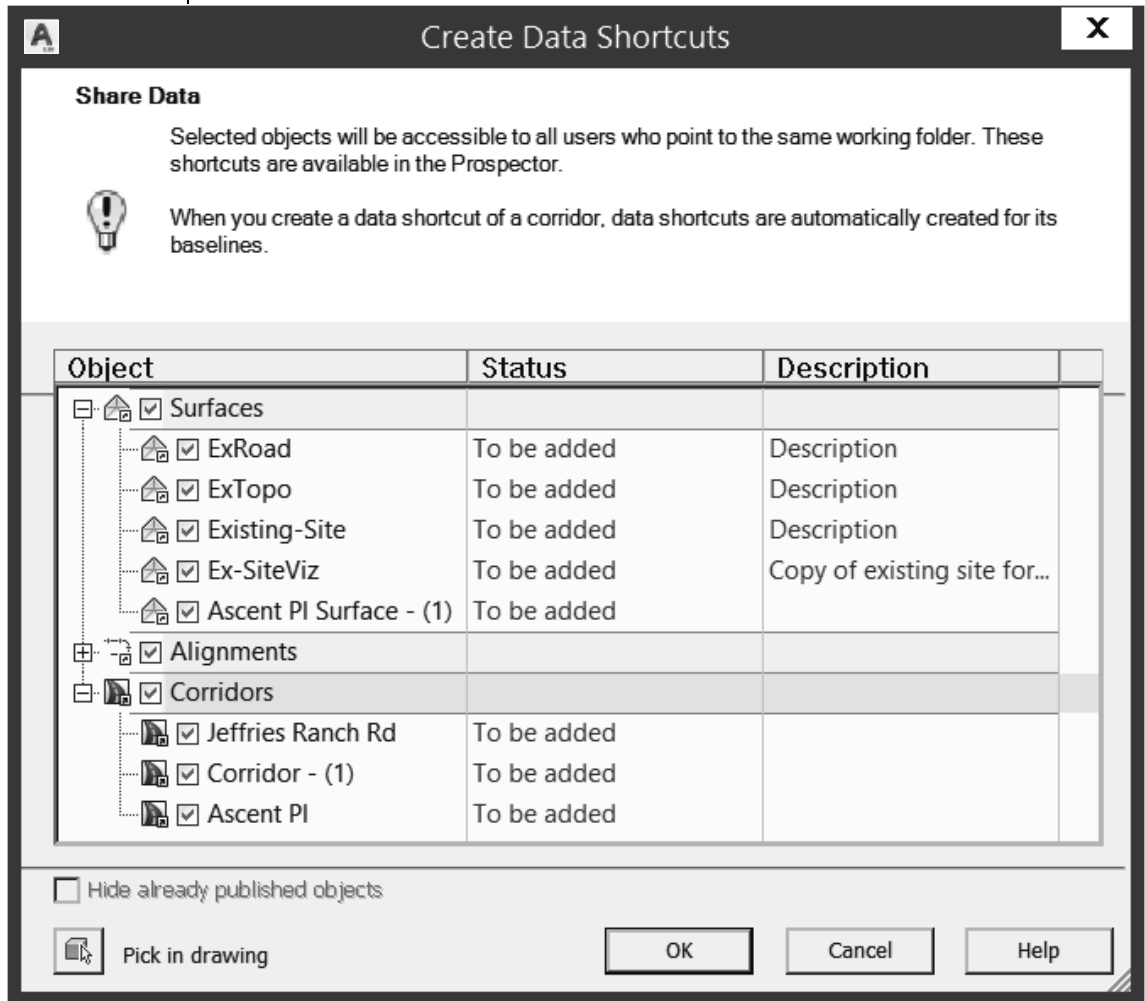 Create Data Shortcuts
X
Share Data
Selected objects will be accessible to all users who point to the same working folder. These
shortcuts are available in the Prospector.
When you create a data shortcut of a corridor, data shortcuts are automatically created for its
baselines.
Object Status Description
Surfaces
ExRoad To be added Description
ExTopo To be added Description
Existing-Site To be added Description
Ex-SiteViz To be added Copy of existing site for...
Ascent Pl Surface - (1) To be added
Alignments
Corridors
Jeffries Ranch Rd To be added
Corridor - (1) To be added
Ascent Pl To be added
Hide already published objects
Pick in drawing OK Cancel Help